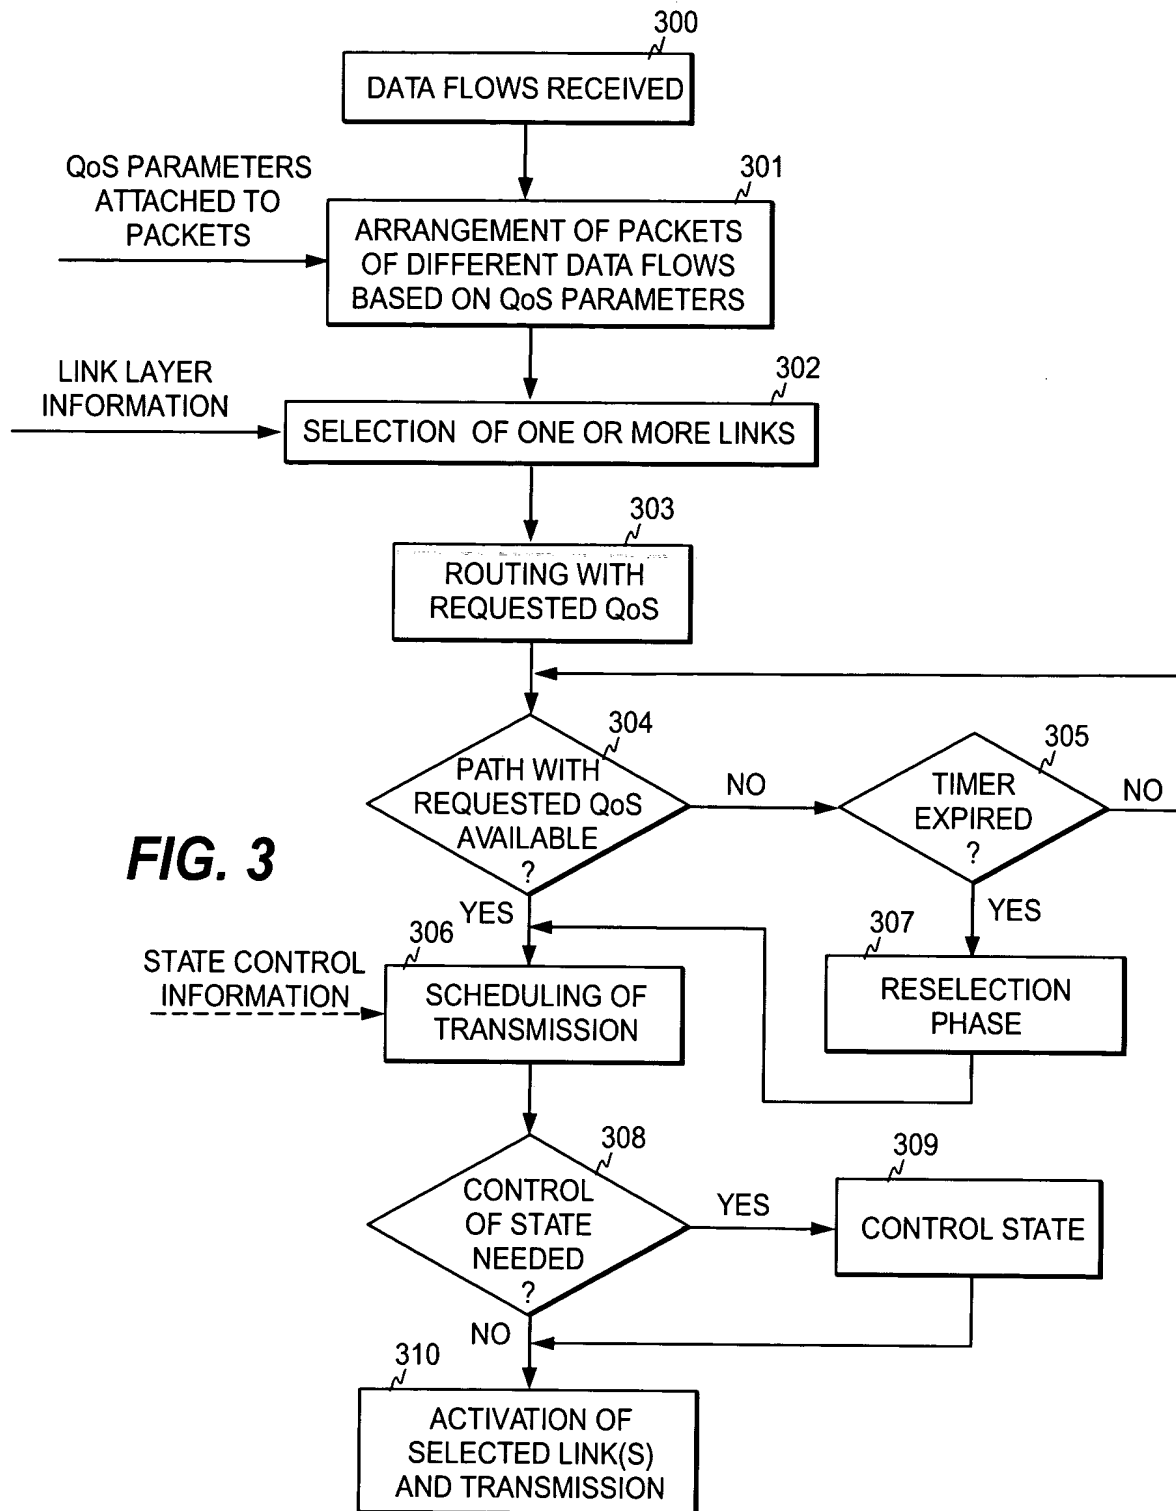 300
DATA FLOWS RECEIVED
QoS PARAMETERS
ATTACHED TO
PACKETS
301
ARRANGEMENT OF PACKETS
OF DIFFERENT DATA FLOWS
BASED ON QoS PARAMETERS
LINK LAYER
INFORMATION
302
SELECTION OF ONE OR MORE LINKS
303
ROUTING WITH
REQUESTED QoS
304
PATH WITH
REQUESTED QoS
AVAILABLE
?
NO
305
TIMER
EXPIRED
?
NO
FIG. 3
YES
YES
306
307
STATE CONTROL
INFORMATION
SCHEDULING OF
TRANSMISSION
RESELECTION
PHASE
308
CONTROL
OF STATE
NEEDED
?
YES
309
CONTROL STATE
NO
310
ACTIVATION OF
SELECTED LINK(S)
AND TRANSMISSION